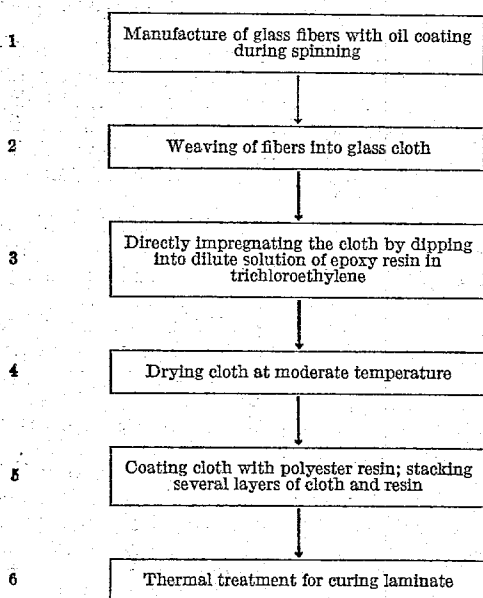 1
Manufacture of glass fibers with oil coating
during spinning
2
Weaving of fibers into glass cloth
3
Directly impregnating the cloth by dipping
into dilute solution of epoxy resin in
trichloroethylene
4
Drying cloth at moderate temperature
5
Coating cloth with polyester resin; stacking
several layers of cloth and resin
6
Thermal treatment for curing laminate